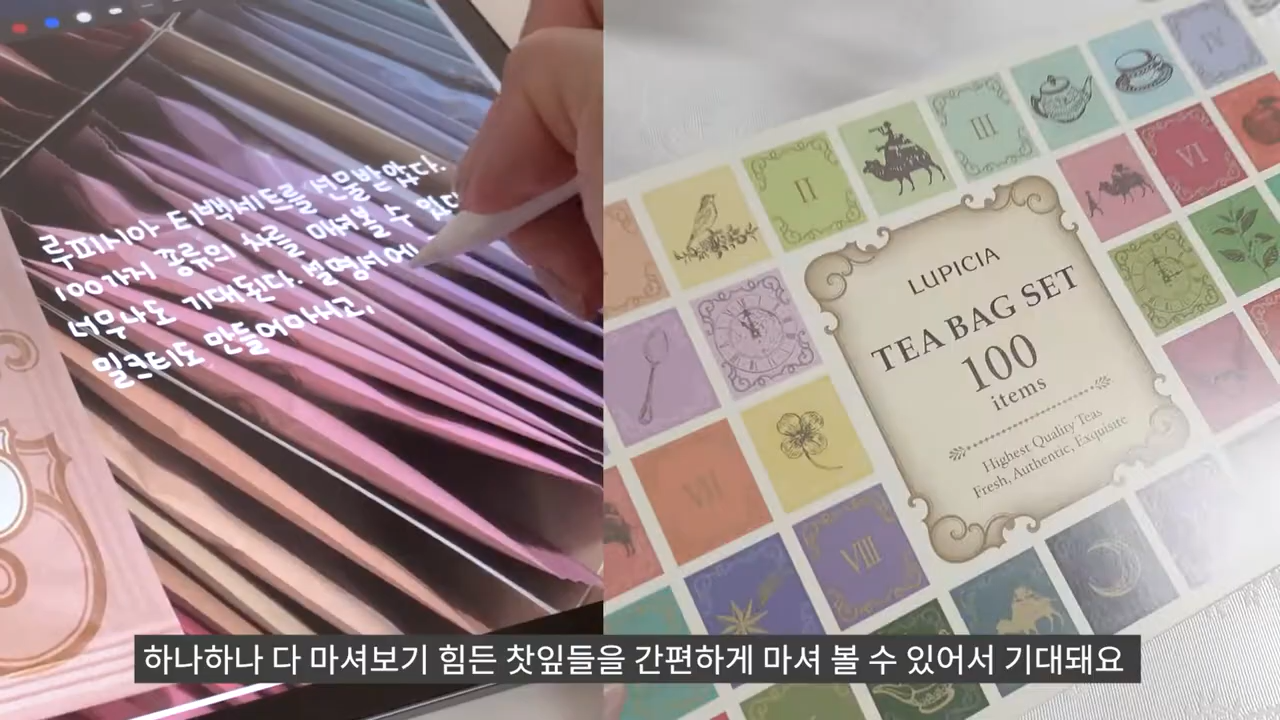 루피시아 티백세트를 선물받았다.
100가지 종류의 차를 마셔볼 수 있다
너무나도 기대된다. 설명서에
밀크티도 만들어마시고,
IV
III
II
VI
LUPICIA
TEA BAG SET
100
items
Highest Quality Teas
Fresh, Authentic, Exquisite
VII
VIII
하나하나 다 마셔보기 힘든 찻잎들을 간편하게 마셔 볼 수 있어서 기대돼요